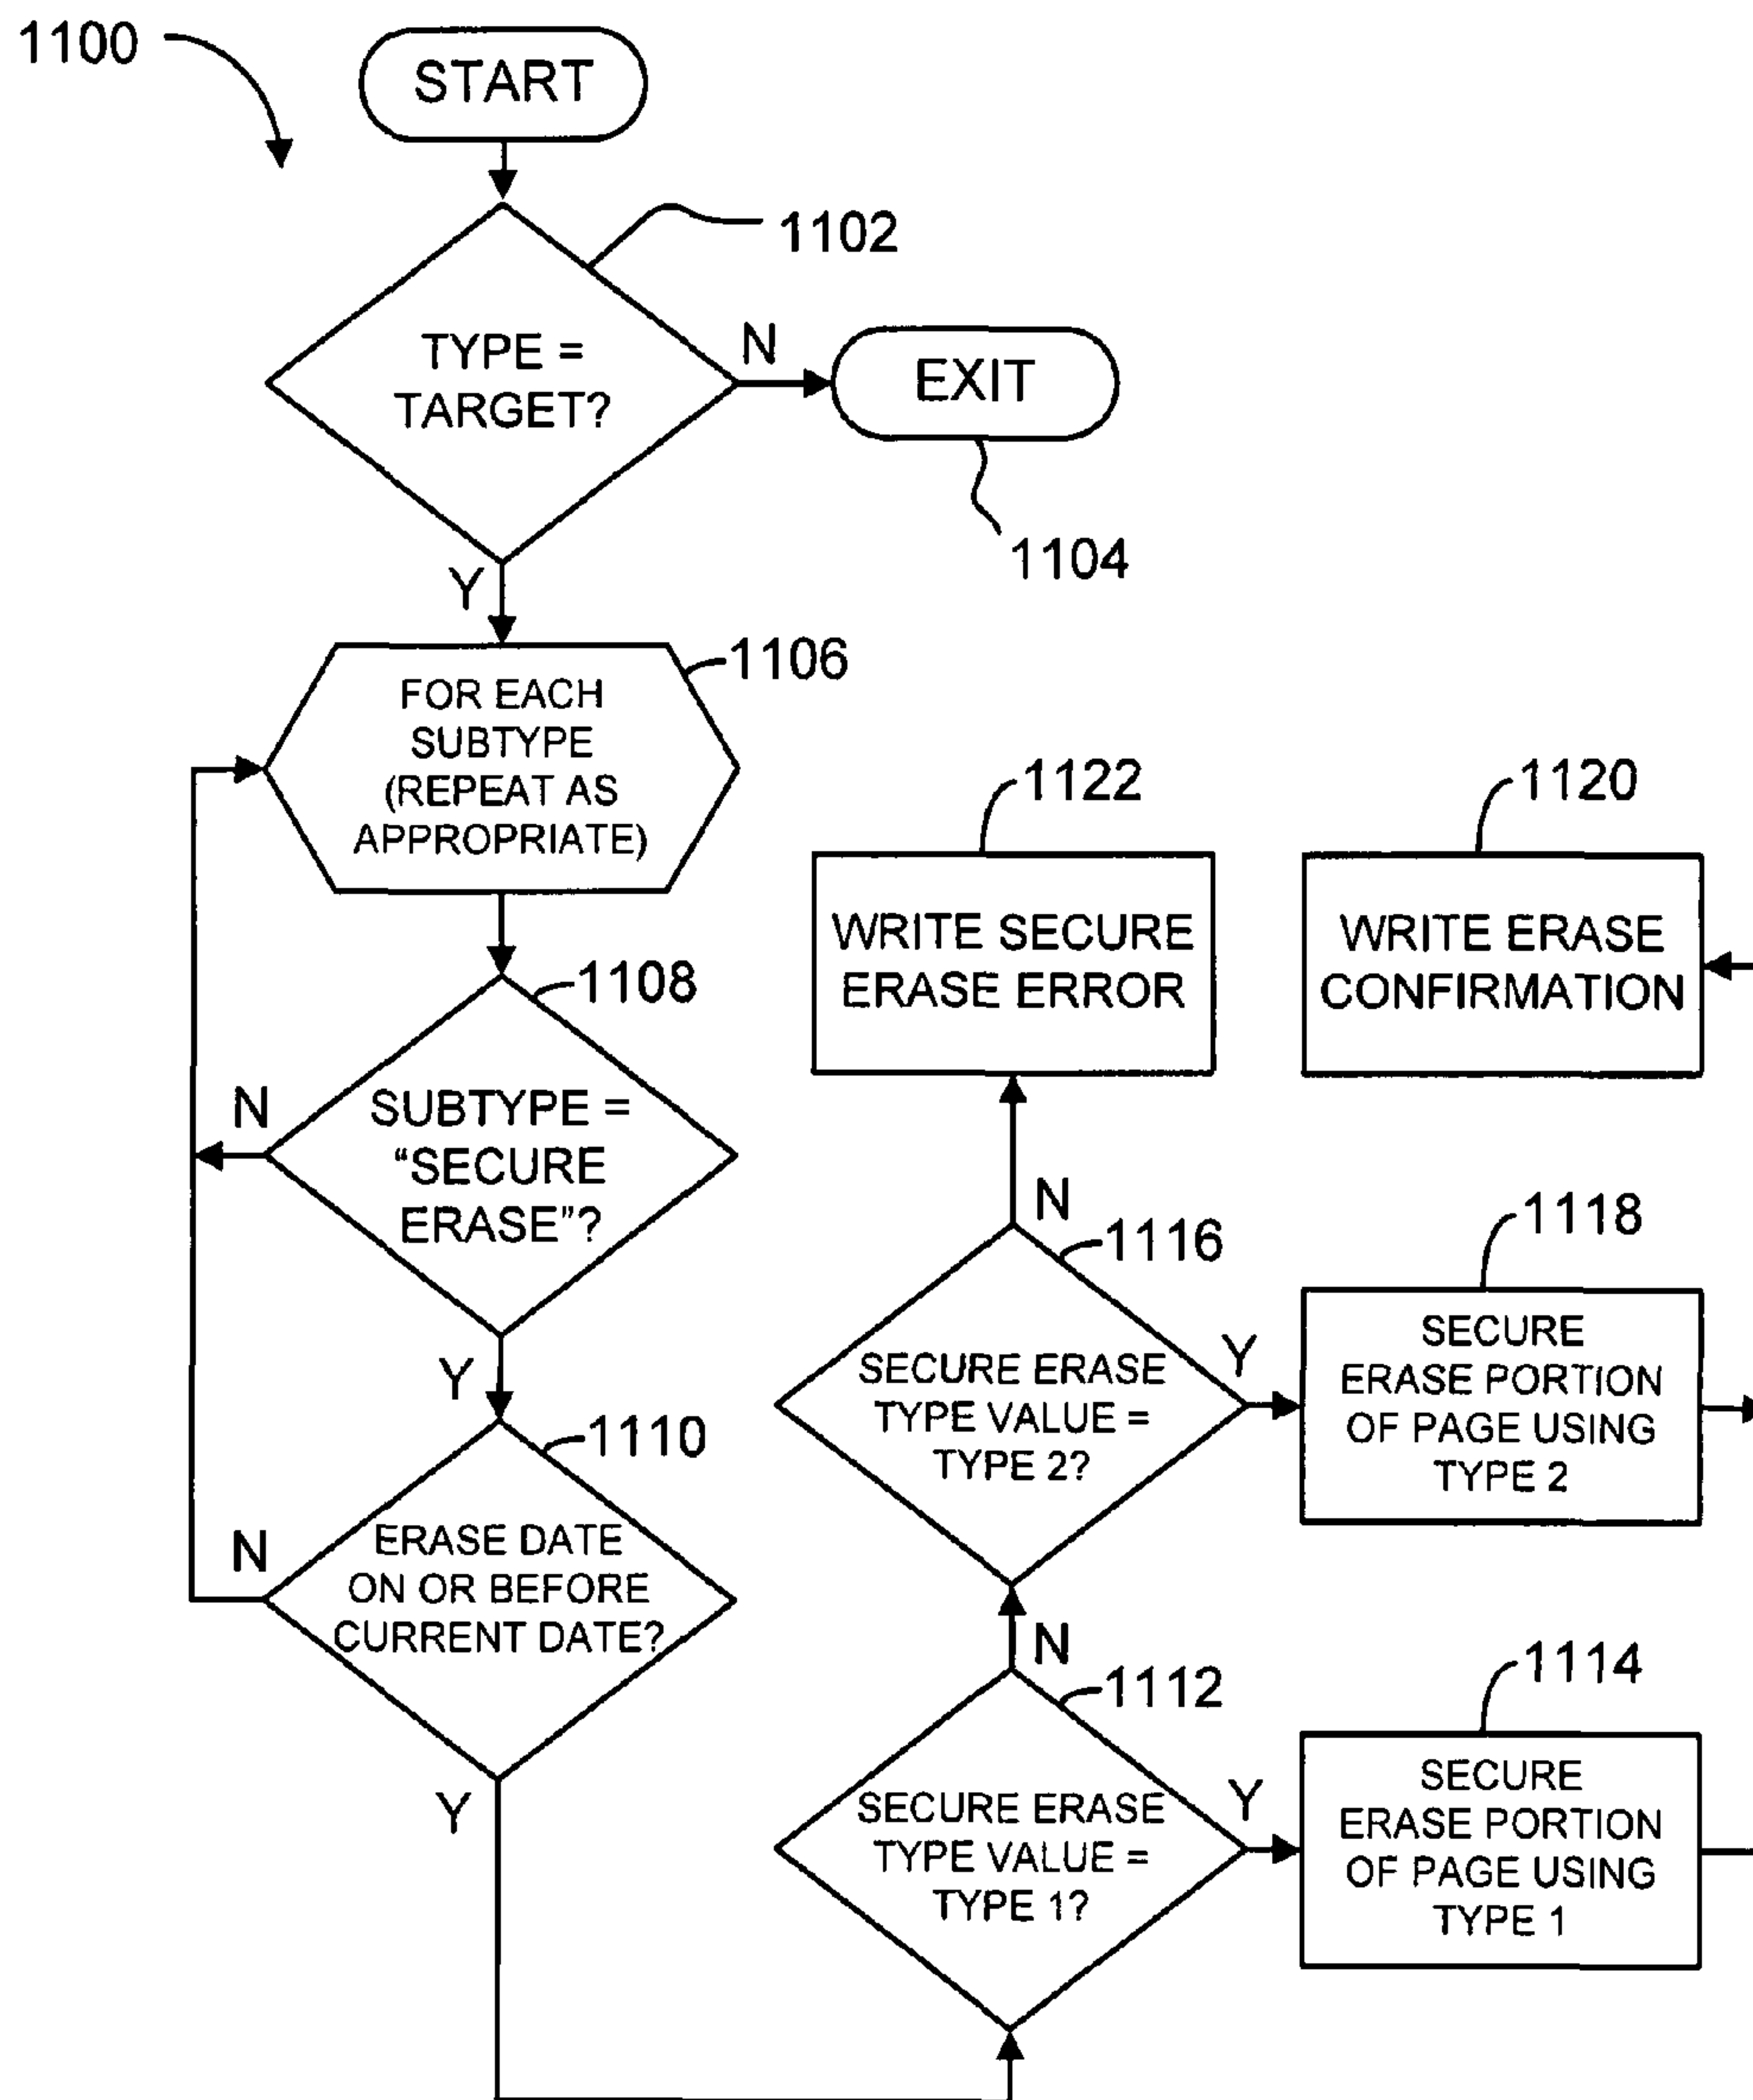 1100
START
1102
TYPE =
TARGET?
N
EXIT
1104
Y
1106
FOR EACH
SUBTYPE
(REPEAT AS
APPROPRIATE)
1108
SUBTYPE =
“SECURE
ERASE”?
N
Y
1110
ERASE DATE
ON OR BEFORE
CURRENT DATE?
N
Y
1112
SECURE ERASE
TYPE VALUE =
TYPE 1?
Y
N
1114
SECURE
ERASE PORTION
OF PAGE USING
TYPE 1
1116
SECURE ERASE
TYPE VALUE =
TYPE 2?
Y
N
1118
SECURE
ERASE PORTION
OF PAGE USING
TYPE 2
1120
WRITE ERASE
CONFIRMATION
1122
WRITE SECURE
ERASE ERROR